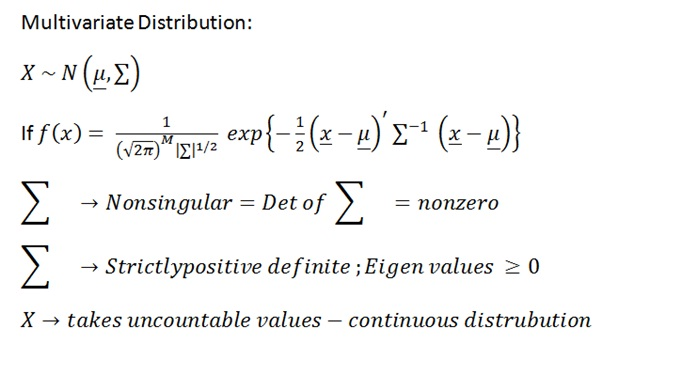 Multivariate Distribution:
X ~ N(μ,Σ)
If f(x) = 1/((√2π)^M |Σ|^1/2) exp{−1/2(x − μ)′ Σ^−1 (x − μ)}
∑ → Nonsingular = Det of ∑ = nonzero
∑ → Strictlypositive definite ; Eigen values ≥ 0
X → takes uncountable values − continuous distrubution